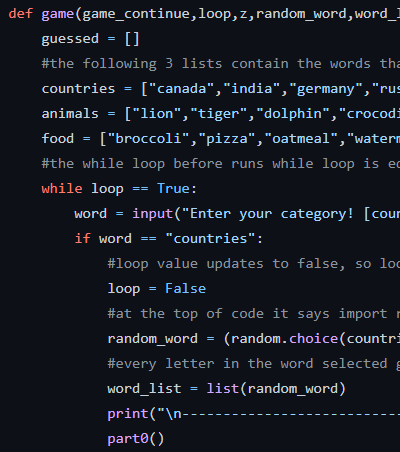 def game(game_continue,loop,z,random_word,word_l
guessed = []
#the following 3 lists contain the words tha
countries = ["canada","india","germany","rus
animals = ["lion","tiger","dolphin","crocodi
food = ["broccoli","pizza","oatmeal","waterm
#the while loop before runs while loop is eq
while loop == True:
word = input("Enter your category! [coun
if word == "countries":
#loop value updates to false, so loo
loop = False
#at the top of code it says import r
random_word = (random.choice(countri
#every letter in the word selected g
word_list = list(random_word)
print("\n---------------------------
part0()